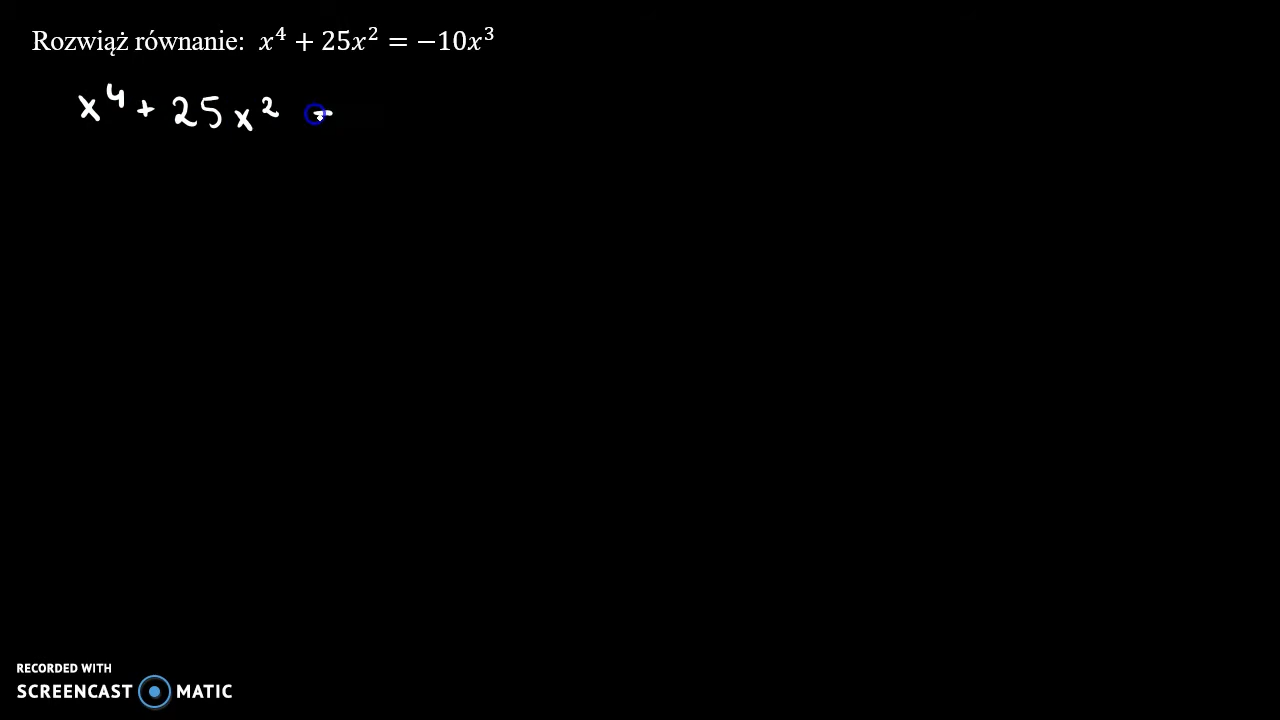 Rozwiąż równanie: x⁴ + 25x² = −10x³
x⁴ + 25x² =
RECORDED WITH
SCREENCAST MATIC